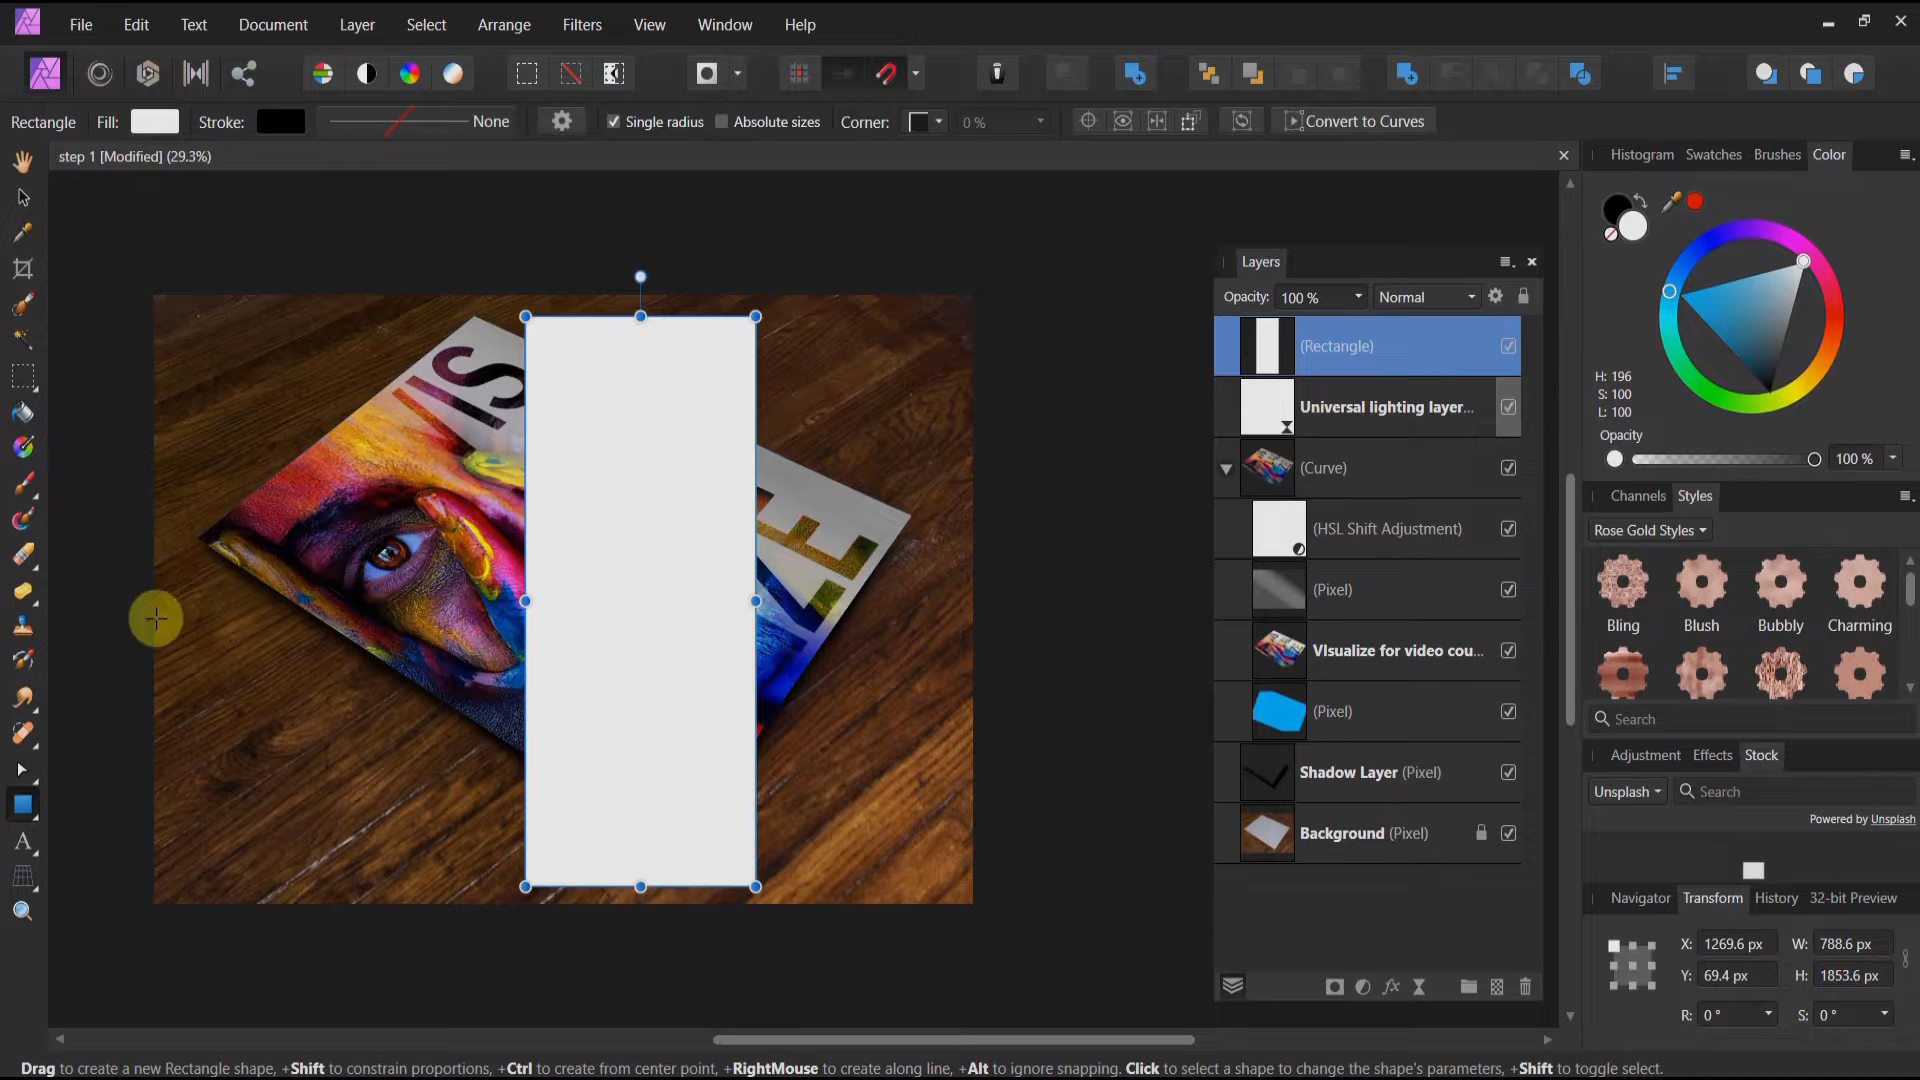 File Edit Text Document Layer Select Arrange Filters View Window Help
Rectangle Fill: Stroke: None Single radius Absolute sizes Corner: 0 % Convert to Curves
step 1 [Modified] (29.3%)
Histogram Swatches Brushes Color
H: 196
S: 100
L: 100
Opacity
100 %
Channels Styles
Rose Gold Styles
Bling Blush Bubbly Charming
Search
Adjustment Effects Stock
Unsplash Search
Powered by Unsplash
Navigator Transform History 32-bit Preview
X: 1269.6 px W: 788.6 px
Y: 69.4 px H: 1853.6 px
R: 0 ° S: 0 °
Layers
Opacity: 100 % Normal
(Rectangle)
Universal lighting layer...
(Curve)
(HSL Shift Adjustment)
(Pixel)
VIsualize for video cou...
(Pixel)
Shadow Layer (Pixel)
Background (Pixel)
VIS
ZE
Drag to create a new Rectangle shape, +Shift to constrain proportions, +Ctrl to create from center point, +RightMouse to create along line, +Alt to ignore snapping. Click to select a shape to change the shape's parameters, +Shift to toggle select.